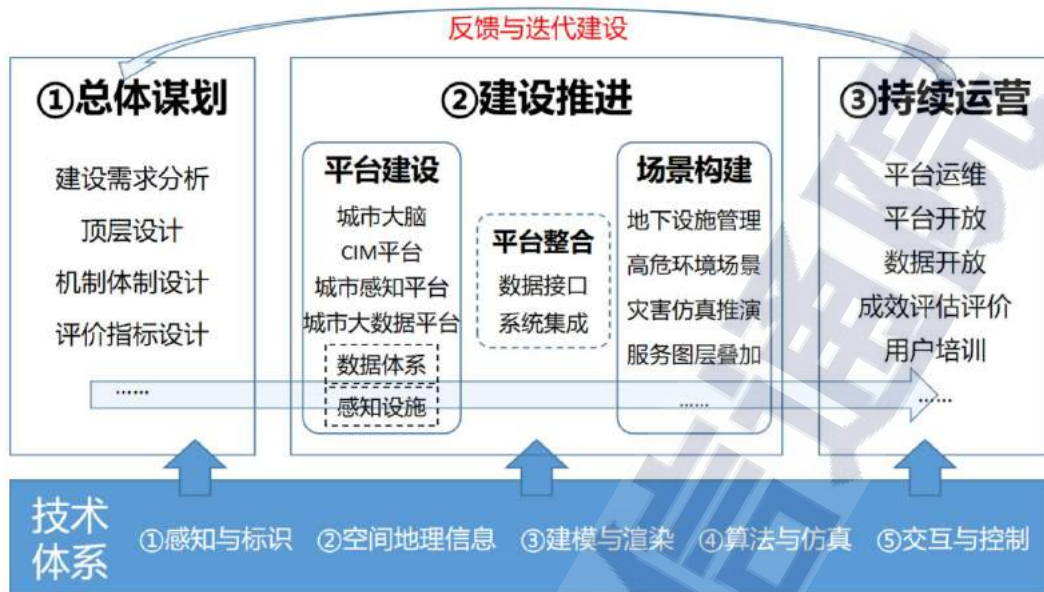 反馈与迭代建设
①总体谋划
建设需求分析
顶层设计
机制体制设计
评价指标设计
……
②建设推进
平台建设
城市大脑
CIM平台
城市感知平台
城市大数据平台
数据体系
感知设施
平台整合
数据接口
系统集成
场景构建
地下设施管理
高危环境场景
灾害仿真推演
服务图层叠加
……
③持续运营
平台运维
平台开放
数据开放
成效评估评价
用户培训
……
技术
体系
①感知与标识 ②空间地理信息 ③建模与渲染 ④算法与仿真 ⑤交互与控制
信通院